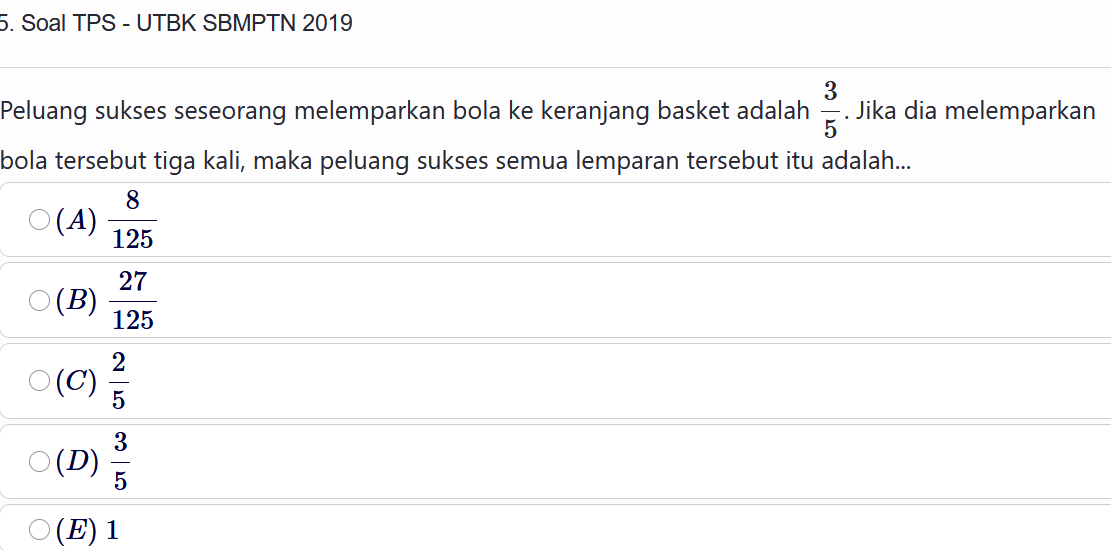 5. Soal TPS - UTBK SBMPTN 2019
Peluang sukses seseorang melemparkan bola ke keranjang basket adalah 3/5. Jika dia melemparkan
bola tersebut tiga kali, maka peluang sukses semua lemparan tersebut itu adalah...
(A) 8/125
(B) 27/125
(C) 2/5
(D) 3/5
(E) 1